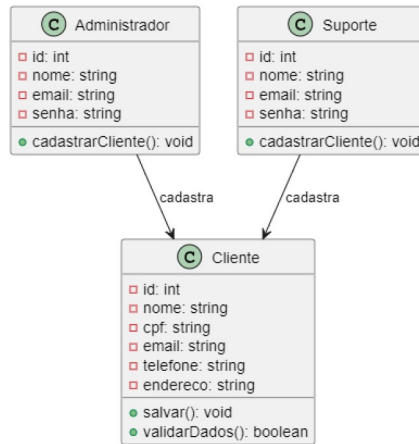 C Administrador
id: int
nome: string
email: string
senha: string
cadastrarCliente(): void
C Suporte
id: int
nome: string
email: string
senha: string
cadastrarCliente(): void
cadastra
cadastra
C Cliente
id: int
nome: string
cpf: string
email: string
telefone: string
endereco: string
salvar(): void
validarDados(): boolean